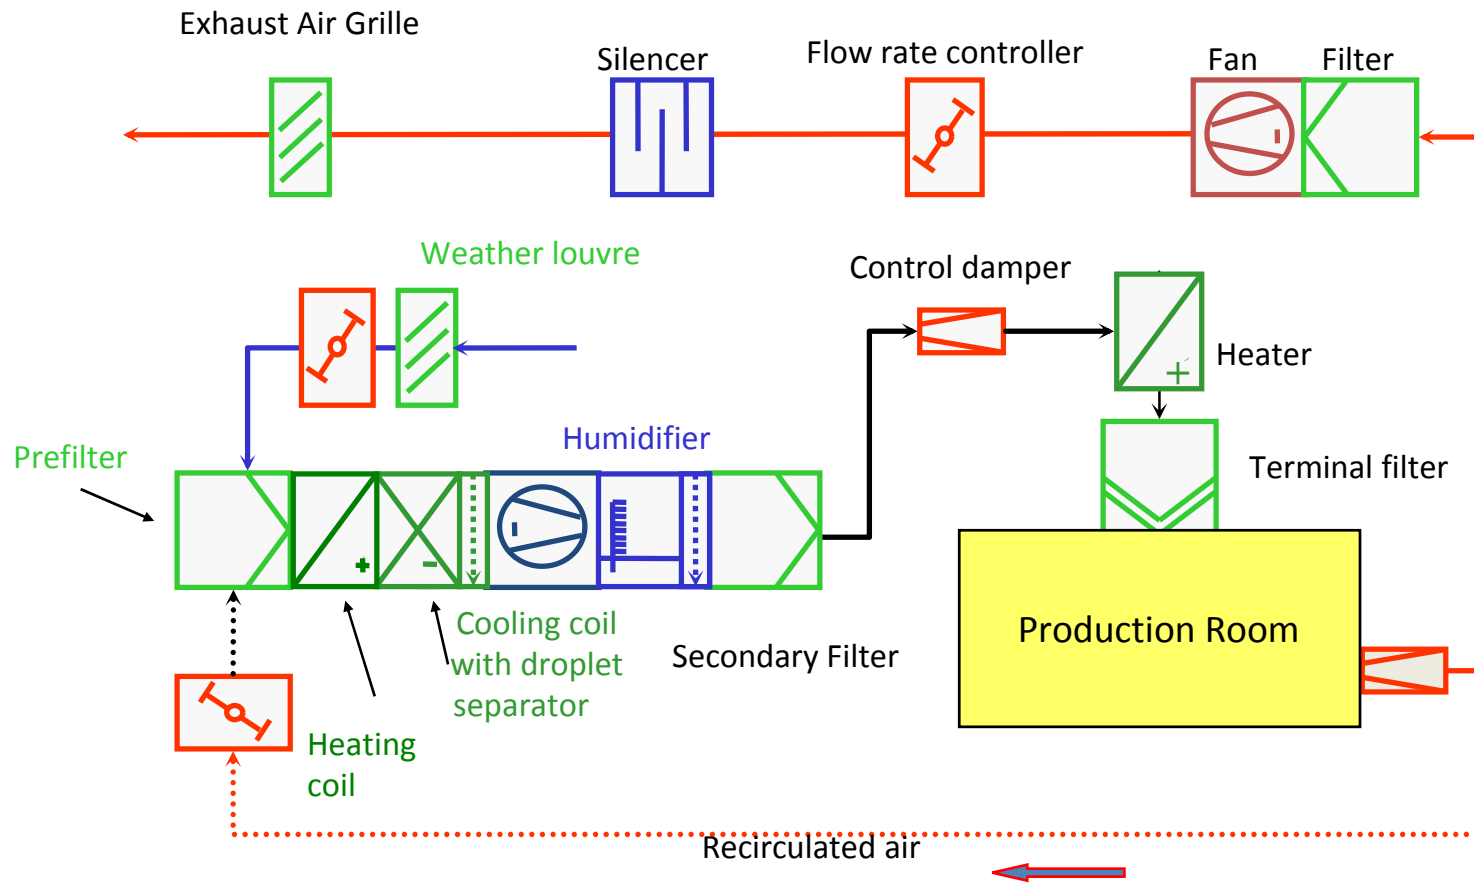 Exhaust Air Grille
Silencer
Flow rate controller
Fan
Filter
Weather louvre
Control damper
Heater
Prefilter
Humidifier
Terminal filter
Cooling coil
with droplet
separator
Secondary Filter
Production Room
Heating
coil
Recirculated air